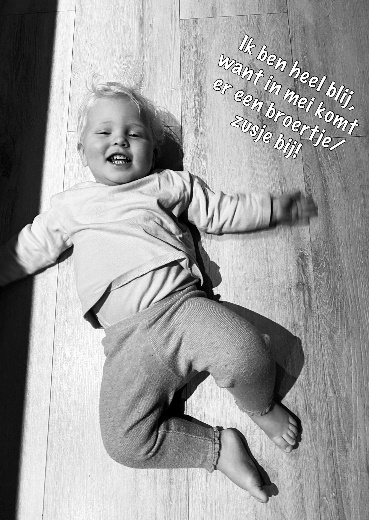 Ik ben heel blij,
want in mei komt
er een broertje/
zusje bij!